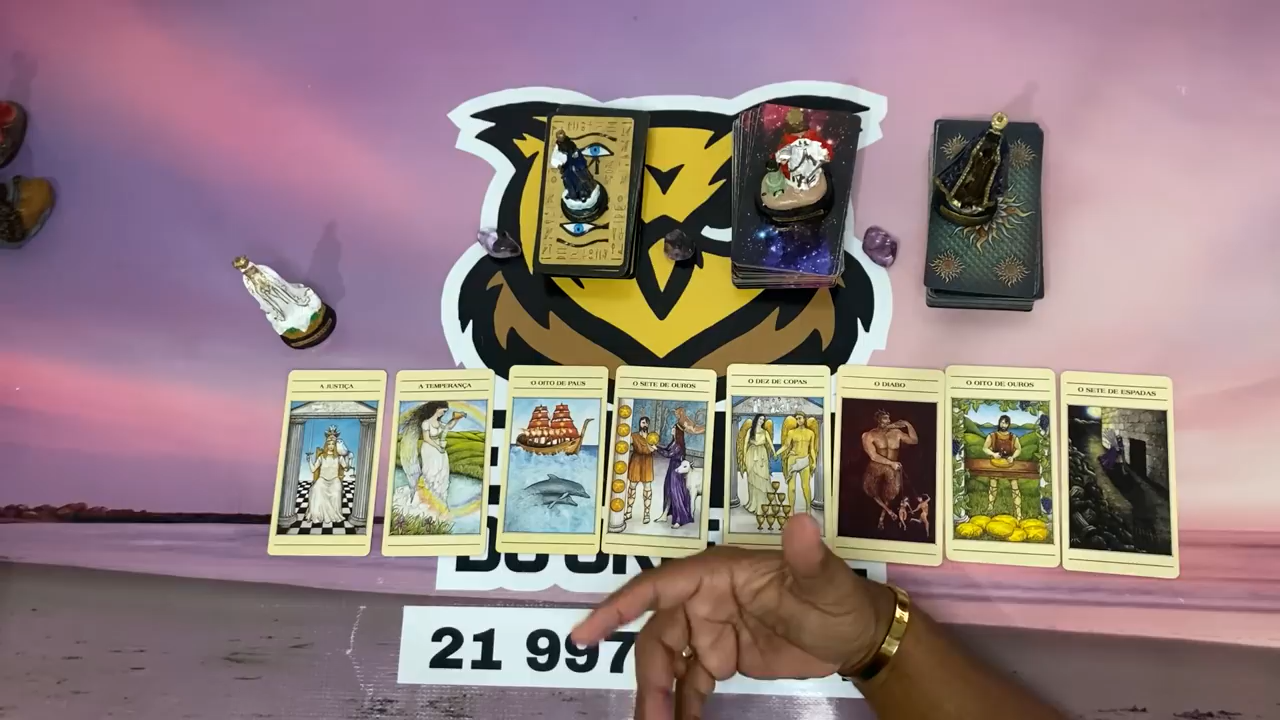 A JUSTIÇA
A TEMPERANÇA
O OITO DE PAUS
O SETE DE OUROS
O DEZ DE COPAS
O DIABO
O OITO DE OUROS
O SETE DE ESPADAS
21 997